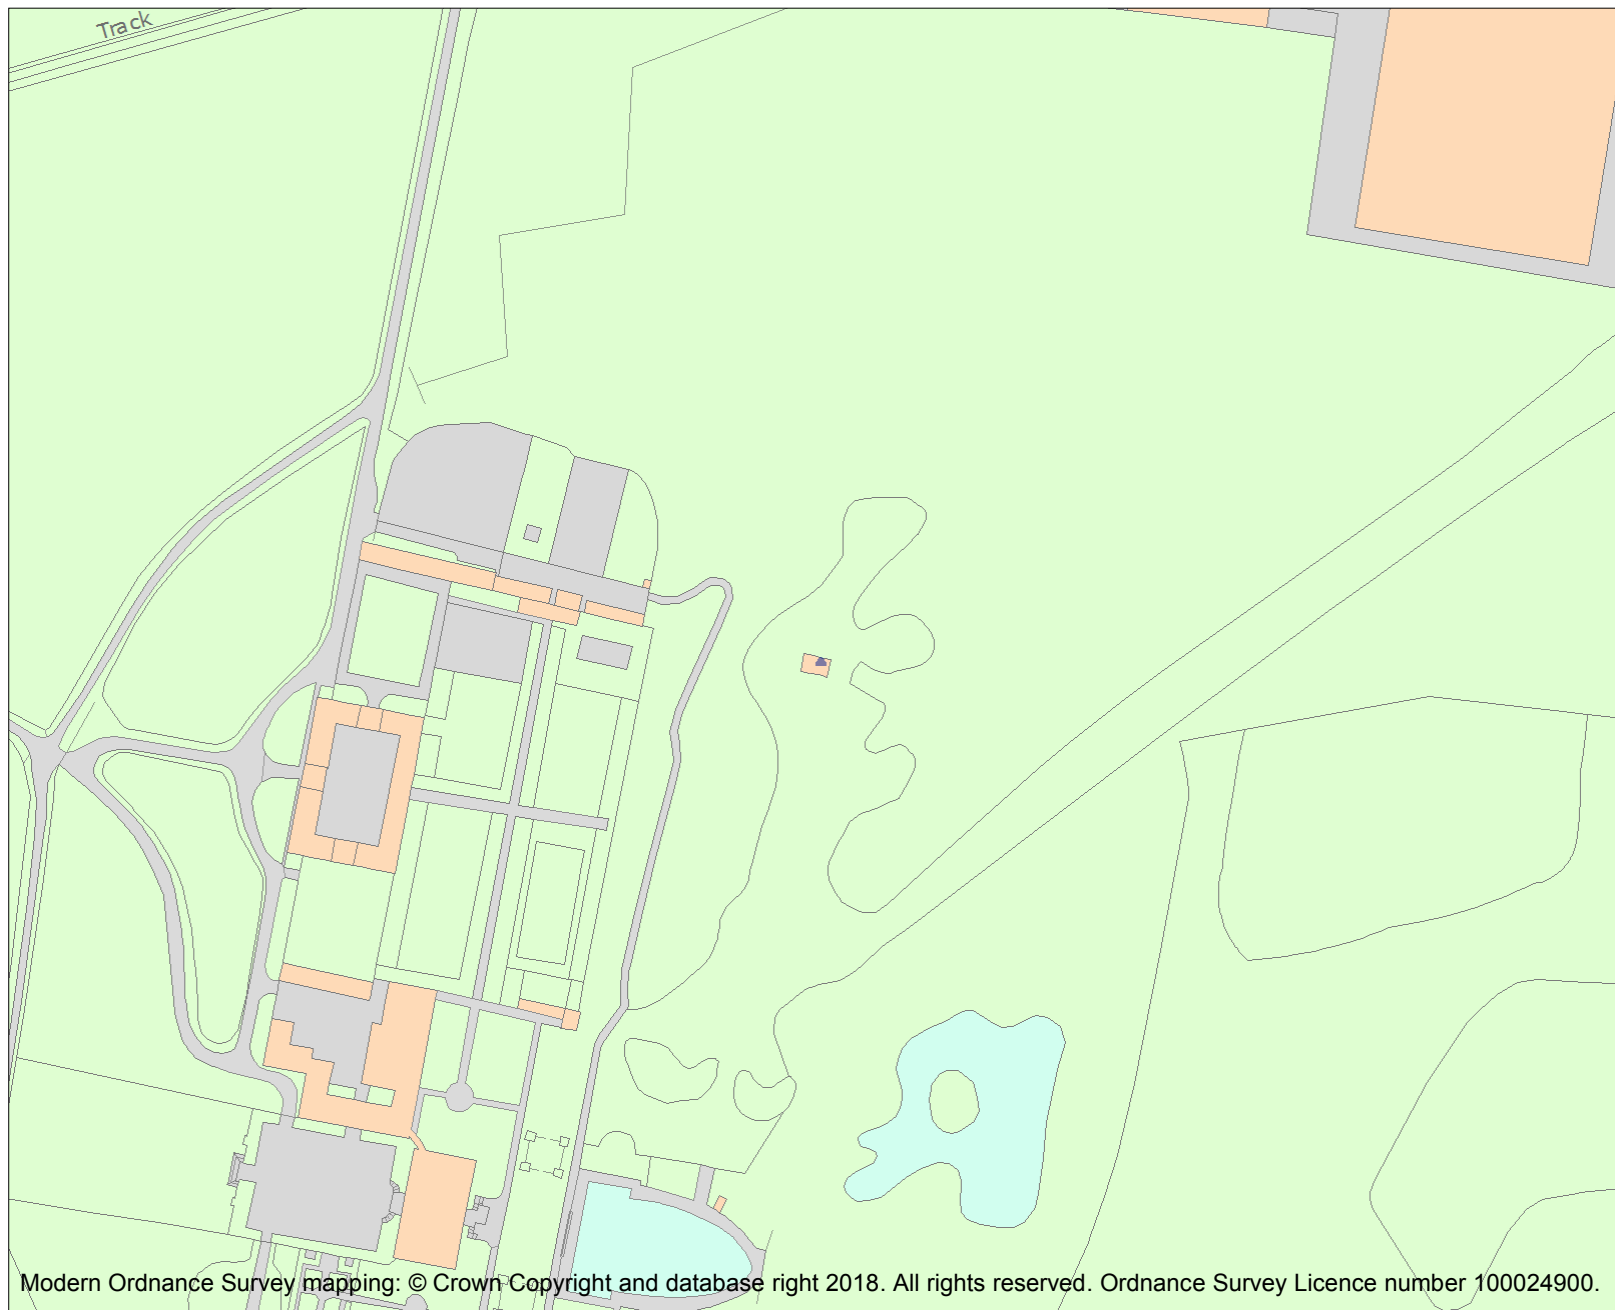 Track
Modern Ordnance Survey mapping: © Crown Copyright and database right 2018. All rights reserved. Ordnance Survey Licence number 100024900.